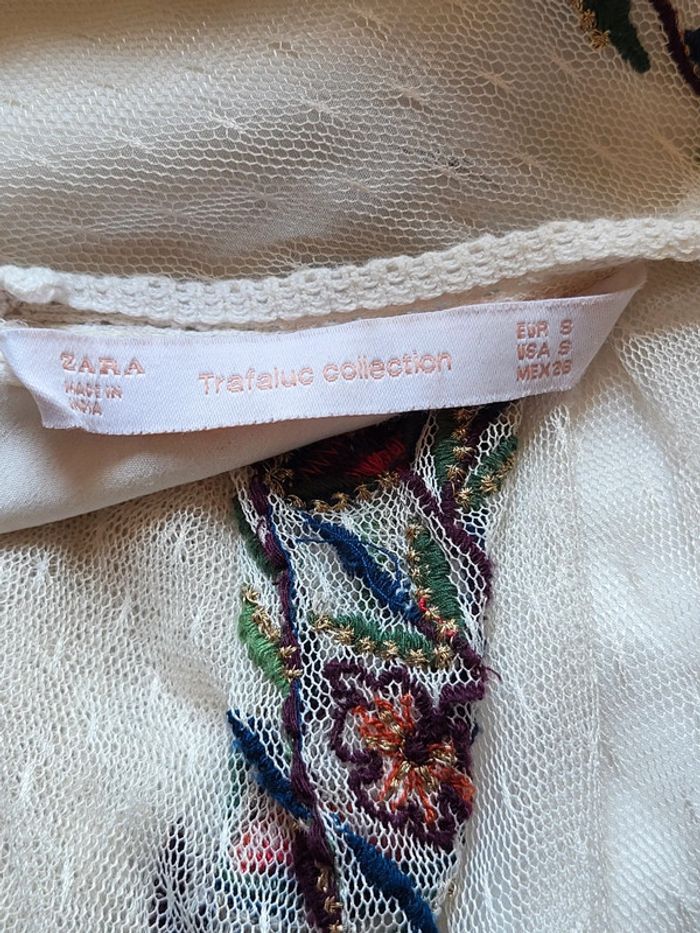 ZARA
MADE IN
INDIA
Trafaluc collection
EUR S
USA S
MEX 26